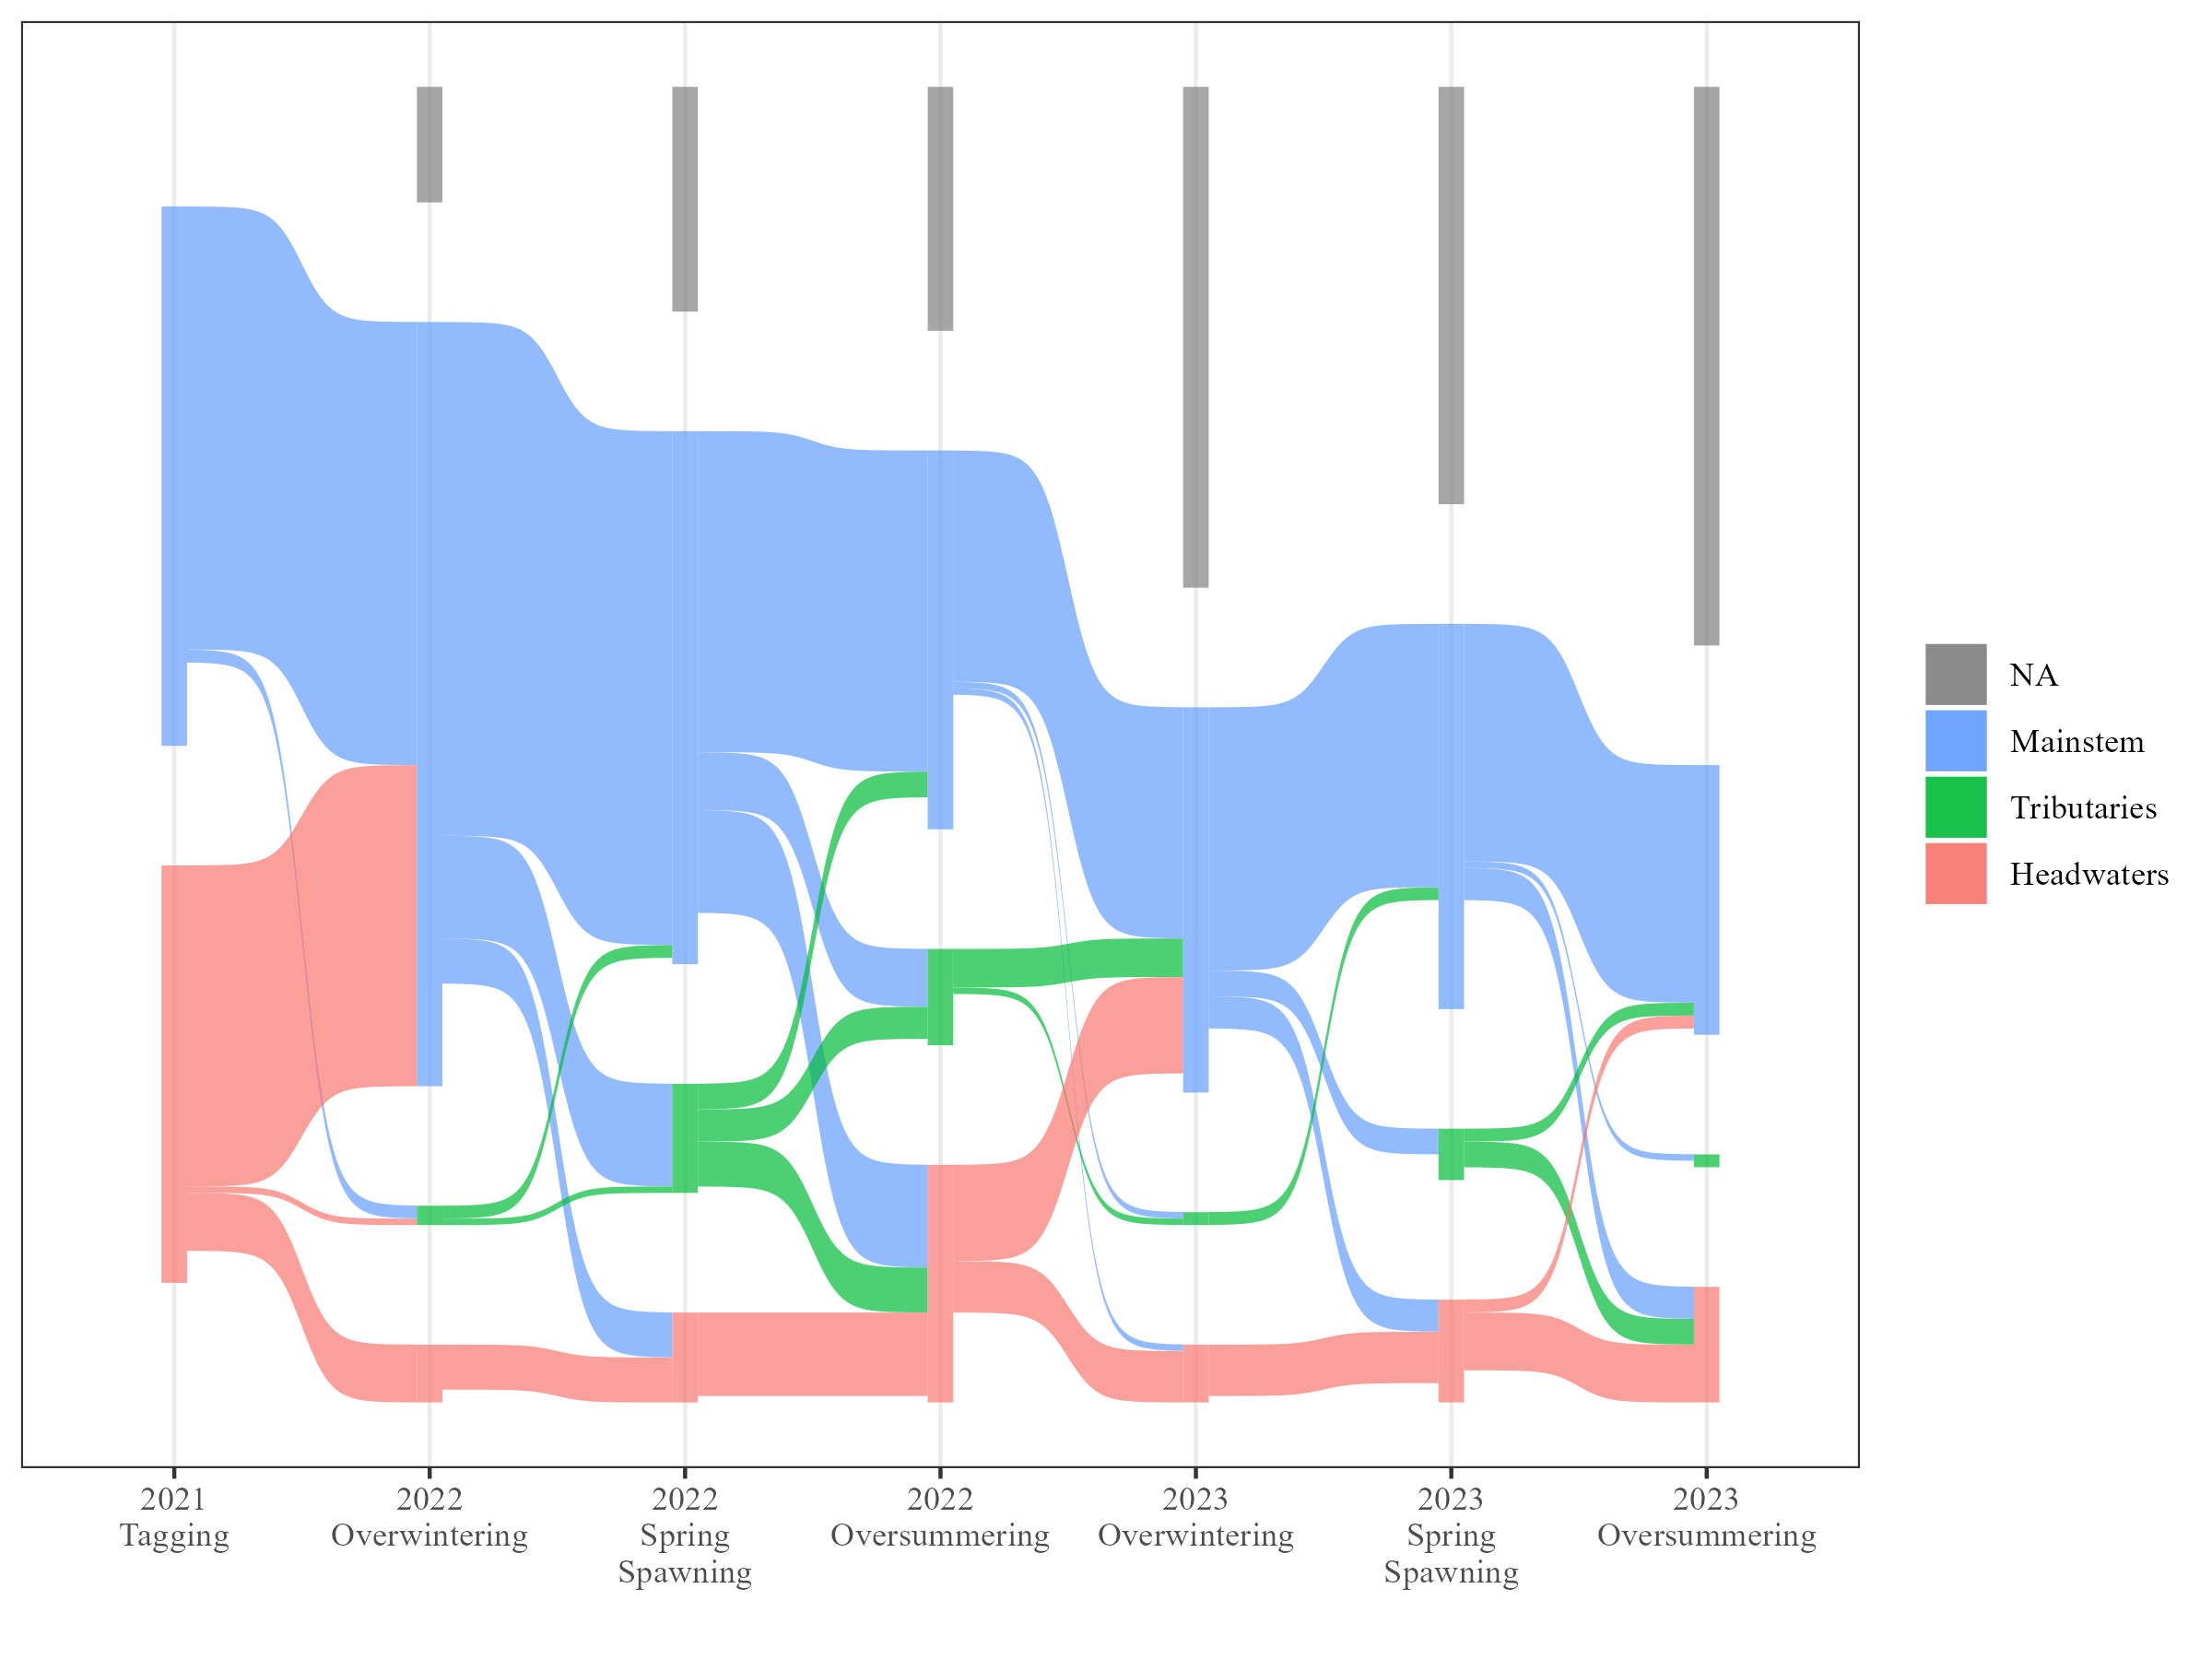 NA
Mainstem
Tributaries
Headwaters
2021
Tagging
2022
Overwintering
2022
Spring
Spawning
2022
Oversummering
2023
Overwintering
2023
Spring
Spawning
2023
Oversummering